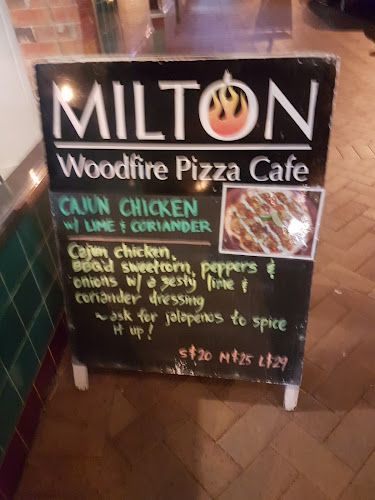 MILTON
Woodfire Pizza Cafe
CAJUN CHICKEN
W/ LIME & CORIANDER
Cajun chicken,
BBQ'd sweetcorn, peppers &
onions w/ a zesty lime &
coriander dressing
~ask for jalapenos to spice
it up!
S$20 M$25 L$29